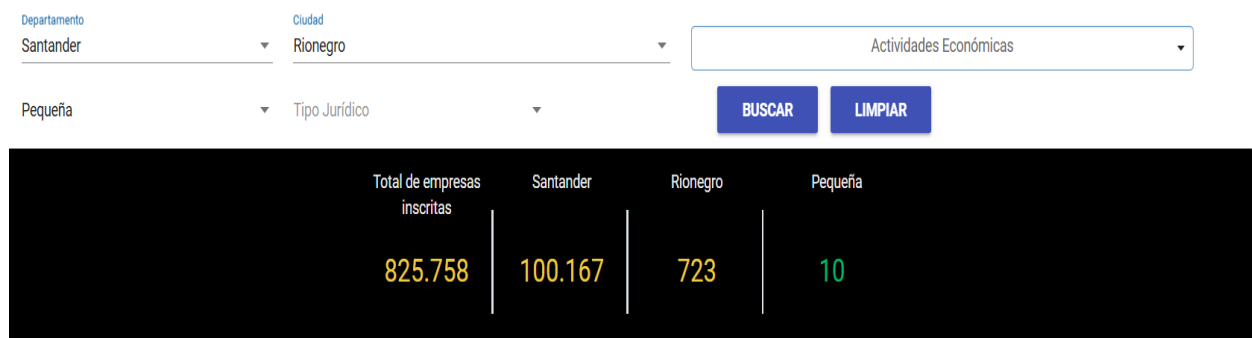 Departamento Ciudad
Santander Rionegro Actividades Económicas
Pequeña Tipo Jurídico BUSCAR LIMPIAR
Total de empresas Santander Rionegro Pequeña
inscritas
825.758 100.167 723 10